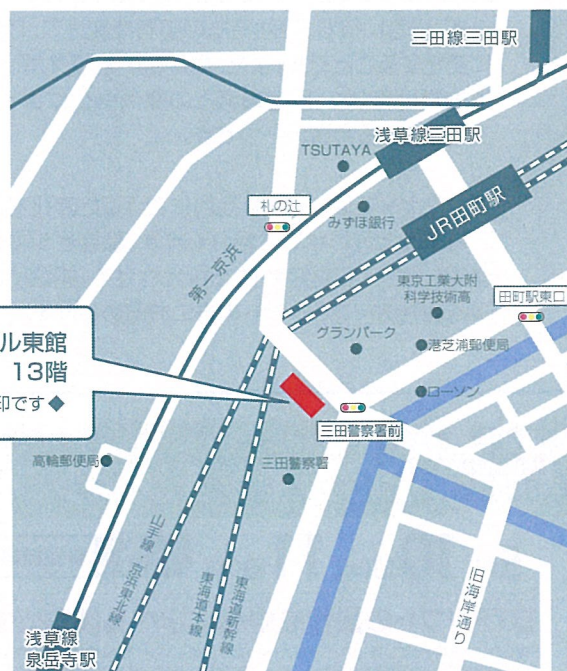 三田線三田駅
浅草線三田駅
TSUTAYA
札の辻
みずほ銀行
JR田町駅
第一京浜
東京工業大附
科学技術高
田町駅東口
グランパーク
港芝浦郵便局
ローソン
ル東館
13階
印です◆
三田警察署前
高輪郵便局
三田警察署
山手線・京浜東北線
東海道本線
東海道新幹線
旧海岸通り
浅草線
泉岳寺駅